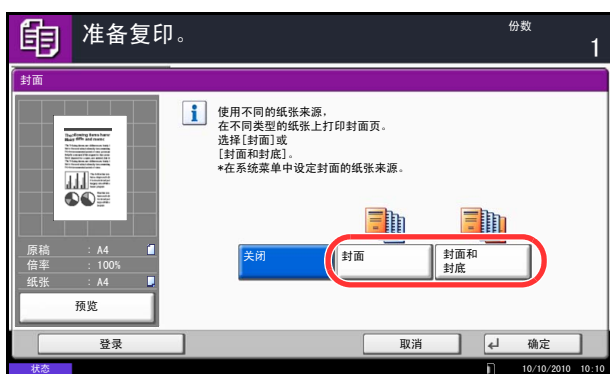 准备复印。
份数
1
封面
使用不同的纸张来源，
在不同类型的纸张上打印封面页。
选择[封面]或
[封面和封底]。
*在系统菜单中设定封面的纸张来源。
原稿 : A4
倍率 : 100%
纸张 : A4
预览
关闭
封面
封面和
封底
登录
取消
确定
状态
10/10/2010 10:10